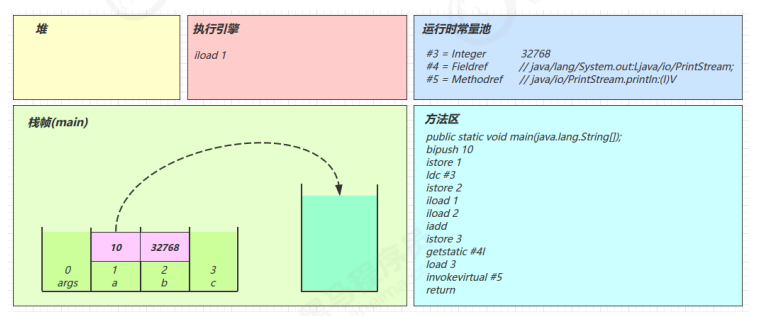 堆
执行引擎
iload 1
运行时常量池
#3 = Integer 32768
#4 = Fieldref // java/lang/System.out:Ljava/io/PrintStream;
#5 = Methodref // java/io/PrintStream.println:(I)V
栈帧(main)
10 32768
0 1 2 3
args a b c
方法区
public static void main(java.lang.String[]);
bipush 10
istore 1
ldc #3
istore 2
iload 1
iload 2
iadd
istore 3
getstatic #4I
load 3
invokevirtual #5
return